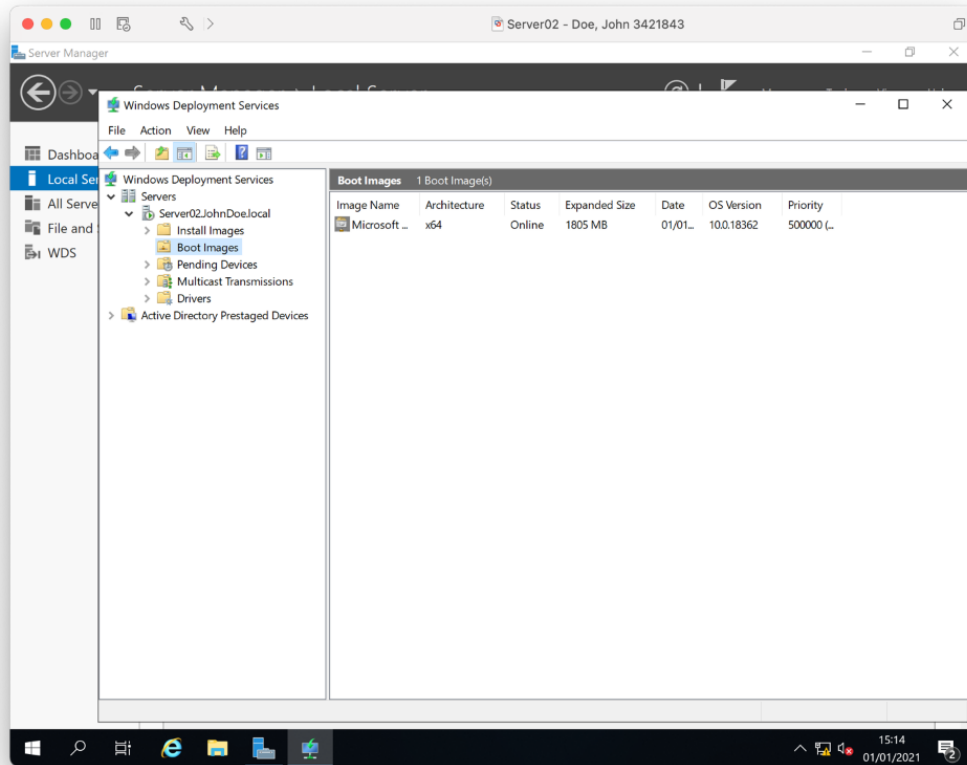 Server02 - Doe, John 3421843
Server Manager
Windows Deployment Services
File Action View Help
Dashboa
Local Ser
All Serve
File and
WDS
Windows Deployment Services
Servers
Server02.JohnDoe.local
Install Images
Boot Images
Pending Devices
Multicast Transmissions
Drivers
Active Directory Prestaged Devices
Boot Images 1 Boot Image(s)
Image Name Architecture Status Expanded Size Date OS Version Priority
Microsoft ... x64 Online 1805 MB 01/01... 10.0.18362 500000 (...
15:14
01/01/2021
2